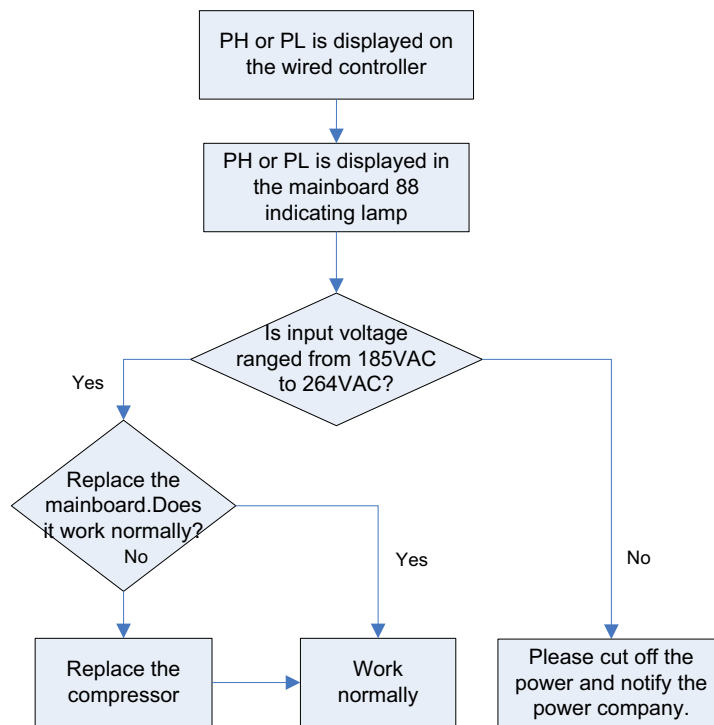 PH or PL is displayed on
the wired controller
PH or PL is displayed in
the mainboard 88
indicating lamp
Is input voltage
ranged from 185VAC
to 264VAC?
Yes
Replace the
mainboard.Does
it work normally?
No
Yes
No
Replace the
compressor
Work
normally
Please cut off the
power and notify the
power company.